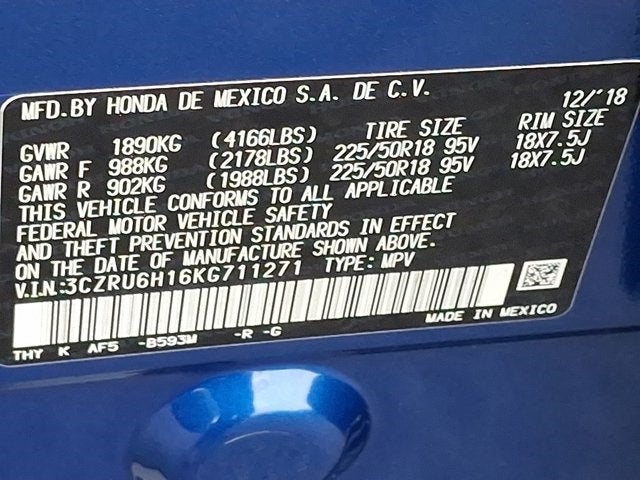 MFD.BY HONDA DE MEXICO S.A. DE C.V. 12/'18
GVWR 1890KG (4166LBS) TIRE SIZE RIM SIZE
GAWR F 988KG (2178LBS) 225/50R18 95V 18X7.5J
GAWR R 902KG (1988LBS) 225/50R18 95V 18X7.5J
THIS VEHICLE CONFORMS TO ALL APPLICABLE
FEDERAL MOTOR VEHICLE SAFETY
AND THEFT PREVENTION STANDARDS IN EFFECT
ON THE DATE OF MANUFACTURE SHOWN ABOVE.
V.I.N:3CZRU6H16KG711271 TYPE: MPV
THY K AF5 -B593M -R -G MADE IN MEXICO